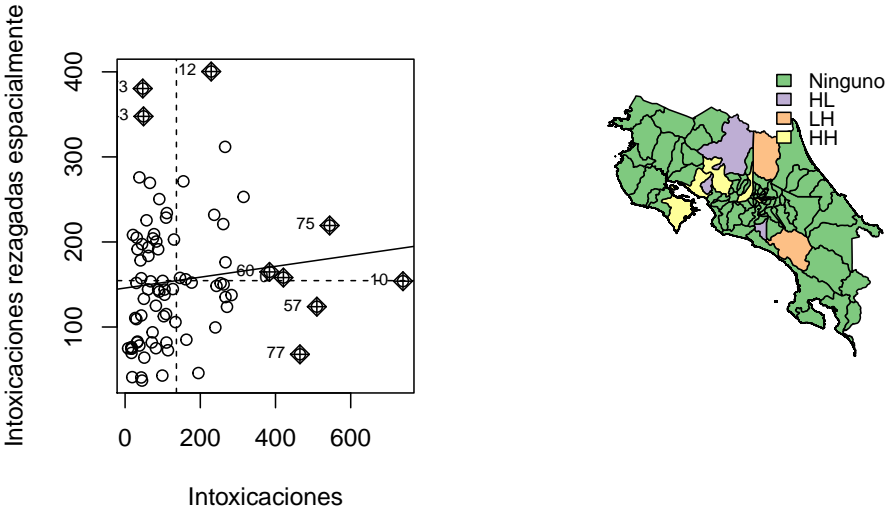 Intoxicaciones rezagadas espacialmente
400
300
200
100
0 200 400 600
Intoxicaciones
12
3
3
75
60
10
57
77
Ninguno
HL
LH
HH